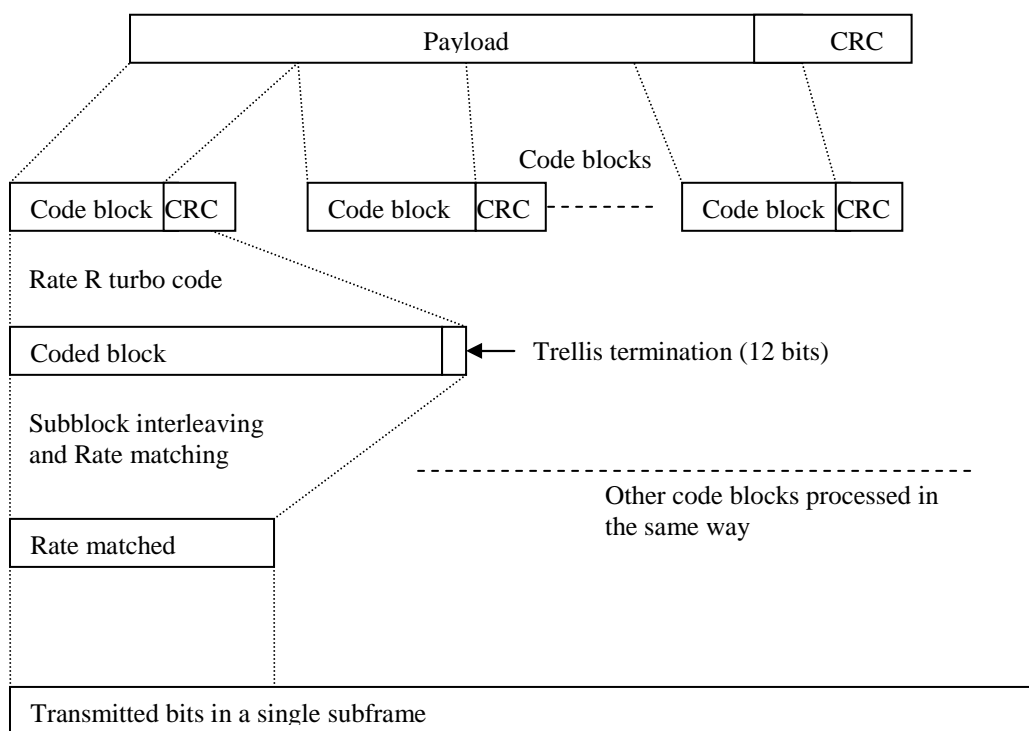 Payload CRC
Code blocks
Code block CRC Code block CRC Code block CRC
Rate R turbo code
Coded block
Trellis termination (12 bits)
Subblock interleaving
and Rate matching
Other code blocks processed in
the same way
Rate matched
Transmitted bits in a single subframe